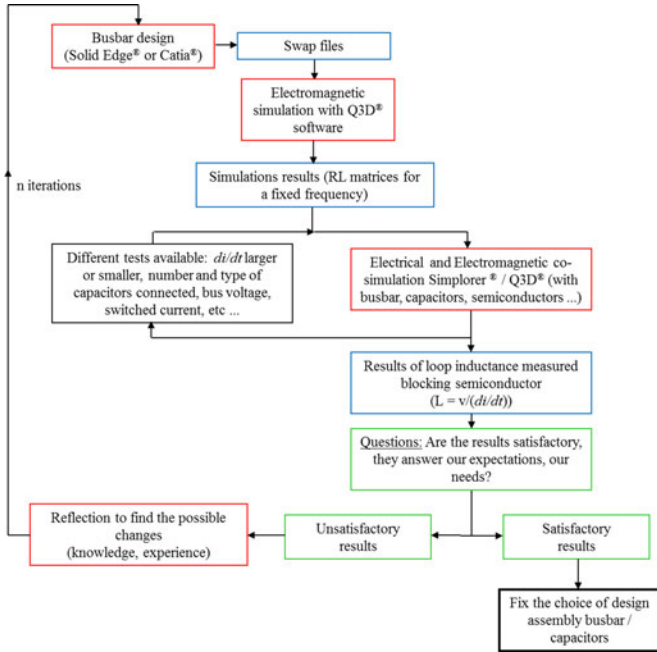 Busbar design
(Solid Edge® or Catia®)
Swap files
Electromagnetic
simulation with Q3D®
software
Simulations results (RL matrices for
a fixed frequency)
n iterations
Different tests available: di/dt larger
or smaller, number and type of
capacitors connected, bus voltage,
switched current, etc ...
Electrical and Electromagnetic co-
simulation Simplorer ® / Q3D® (with
busbar, capacitors, semiconductors ...)
Results of loop inductance measured
blocking semiconductor
(L = v/(di/dt))
Questions: Are the results satisfactory,
they answer our expectations, our
needs?
Reflection to find the possible
changes
(knowledge, experience)
Unsatisfactory
results
Satisfactory
results
Fix the choice of design
assembly busbar /
capacitors